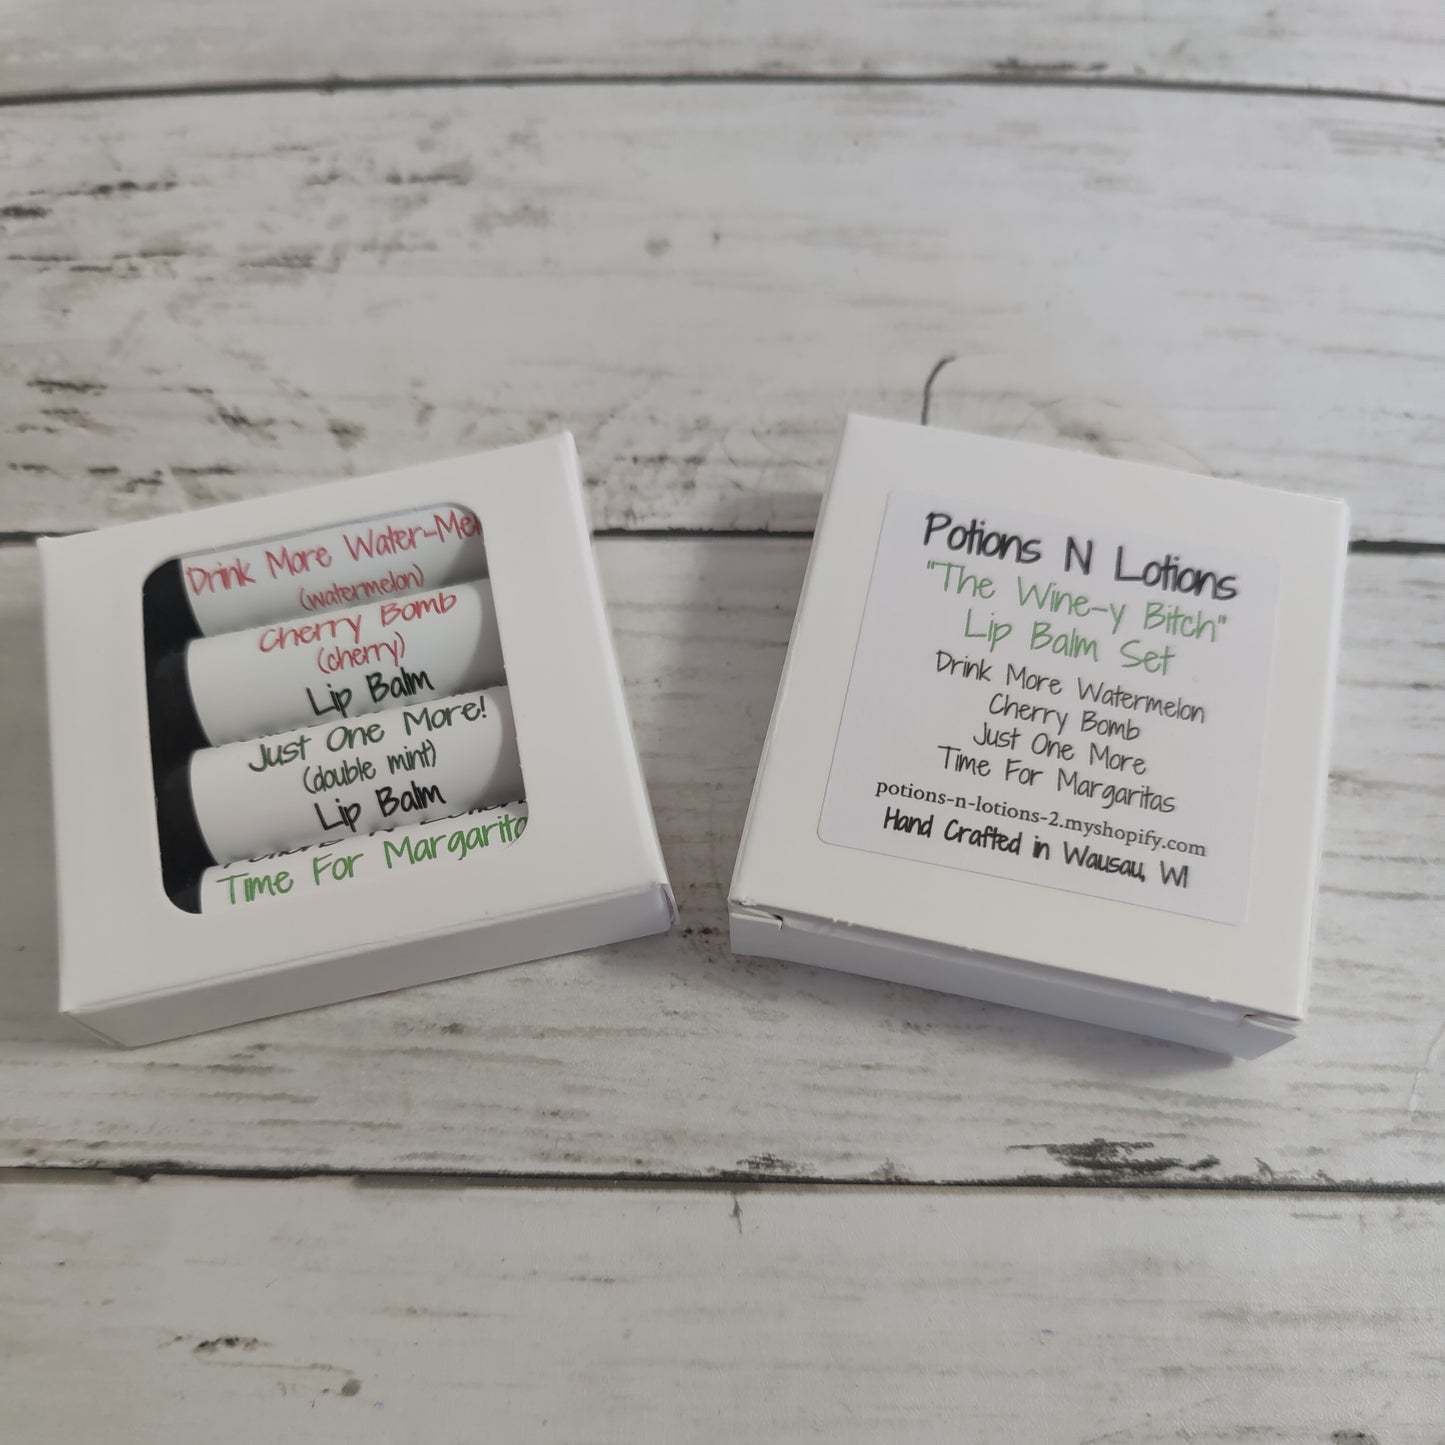 Drink More Water-Mel
(watermelon)
Cherry Bomb
(cherry)
Lip Balm
Just One More!
(double mint)
Lip Balm
Time For Margarita
Potions N Lotions
"The Wine-y Bitch"
Lip Balm Set
Drink More Watermelon
Cherry Bomb
Just One More
Time For Margaritas
potions-n-lotions-2.myshopify.com
Hand Crafted in Wausau, WI